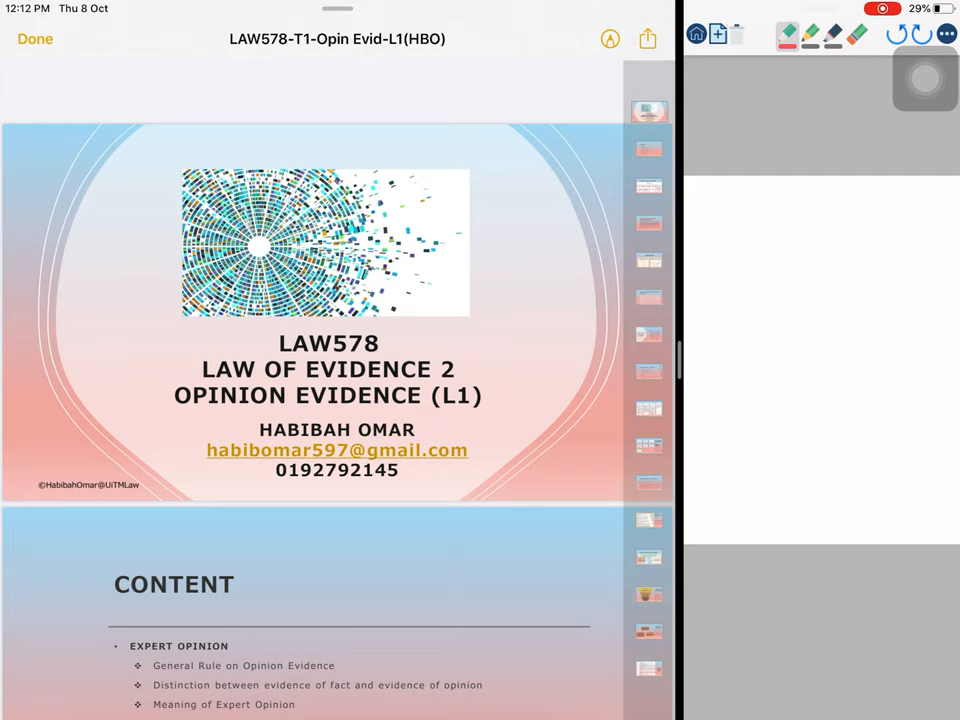 12:12 PM Thu 8 Oct
29%
Done
LAW578-T1-Opin Evid-L1(HBO)
LAW578
LAW OF EVIDENCE 2
OPINION EVIDENCE (L1)
HABIBAH OMAR
habibomar597@gmail.com
0192792145
©HabibahOmar@UiTMLaw
CONTENT
• EXPERT OPINION
❖ General Rule on Opinion Evidence
❖ Distinction between evidence of fact and evidence of opinion
❖ Meaning of Expert Opinion